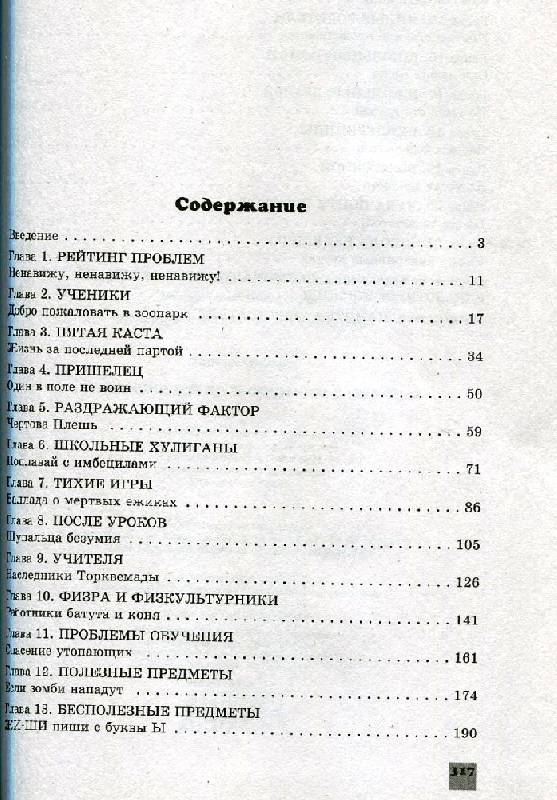 Содержание
Введение . . . . . . . . . . 3
Глава 1. РЕЙТИНГ ПРОБЛЕМ
Ненавижу, ненавижу, ненавижу! . . . . . . . . . . 11
Глава 2. УЧЕНИКИ
Добро пожаловать в зоопарк . . . . . . . . . . 17
Глава 3. ПЯТАЯ КАСТА
Жизнь за последней партой . . . . . . . . . . 34
Глава 4. ПРИШЕЛЕЦ
Один в поле не воин . . . . . . . . . . 50
Глава 5. РАЗДРАЖАЮЩИЙ ФАКТОР
Чертова Плешь . . . . . . . . . . 59
Глава 6. ШКОЛЬНЫЕ ХУЛИГАНЫ
Поплавай с имбецилами . . . . . . . . . . 71
Глава 7. ТИХИЕ ИГРЫ
Баллада о мертвых ежиках . . . . . . . . . . 86
Глава 8. ПОСЛЕ УРОКОВ
Щупальца безумия . . . . . . . . . . 105
Глава 9. УЧИТЕЛЯ
Наследники Торквемады . . . . . . . . . . 126
Глава 10. ФИЗРА И ФИЗКУЛЬТУРНИКИ
Работники батута и коня . . . . . . . . . . 141
Глава 11. ПРОБЛЕМЫ ОБУЧЕНИЯ
Спасение утопающих . . . . . . . . . . 161
Глава 12. ПОЛЕЗНЫЕ ПРЕДМЕТЫ
Если зомби нападут . . . . . . . . . . 174
Глава 13. БЕСПОЛЕЗНЫЕ ПРЕДМЕТЫ
ЖИ-ШИ пиши с буквы Ы . . . . . . . . . . 190
317